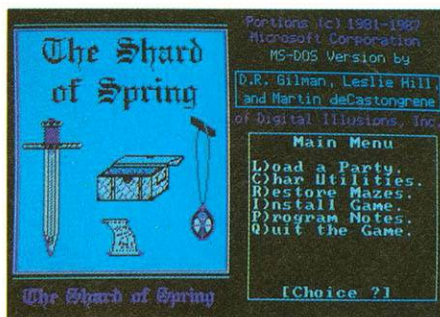 The Shard
of Spring
The Shard of Spring
Portions (c) 1981-1987
Microsoft Corporation
MS-DOS Version by
D.R. Gilman, Leslie Hill,
and Martin deCastongrene
of Digital Illusions, Inc
Main Menu
L)oad a Party.
C)har Utilities.
R)estore Mazes.
I)nstall Game.
P)rogram Notes.
Q)uit the Game.
[Choice ?]